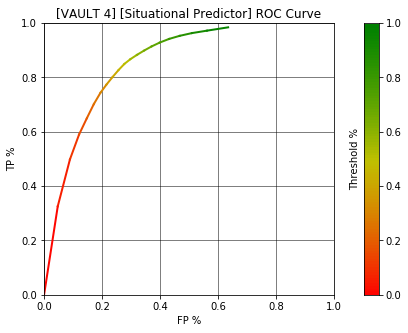 [VAULT 4] [Situational Predictor] ROC Curve
1.0
0.8
0.6
0.4
0.2
0.0
TP %
0.0 0.2 0.4 0.6 0.8 1.0
FP %
Threshold %
1.0
0.8
0.6
0.4
0.2
0.0